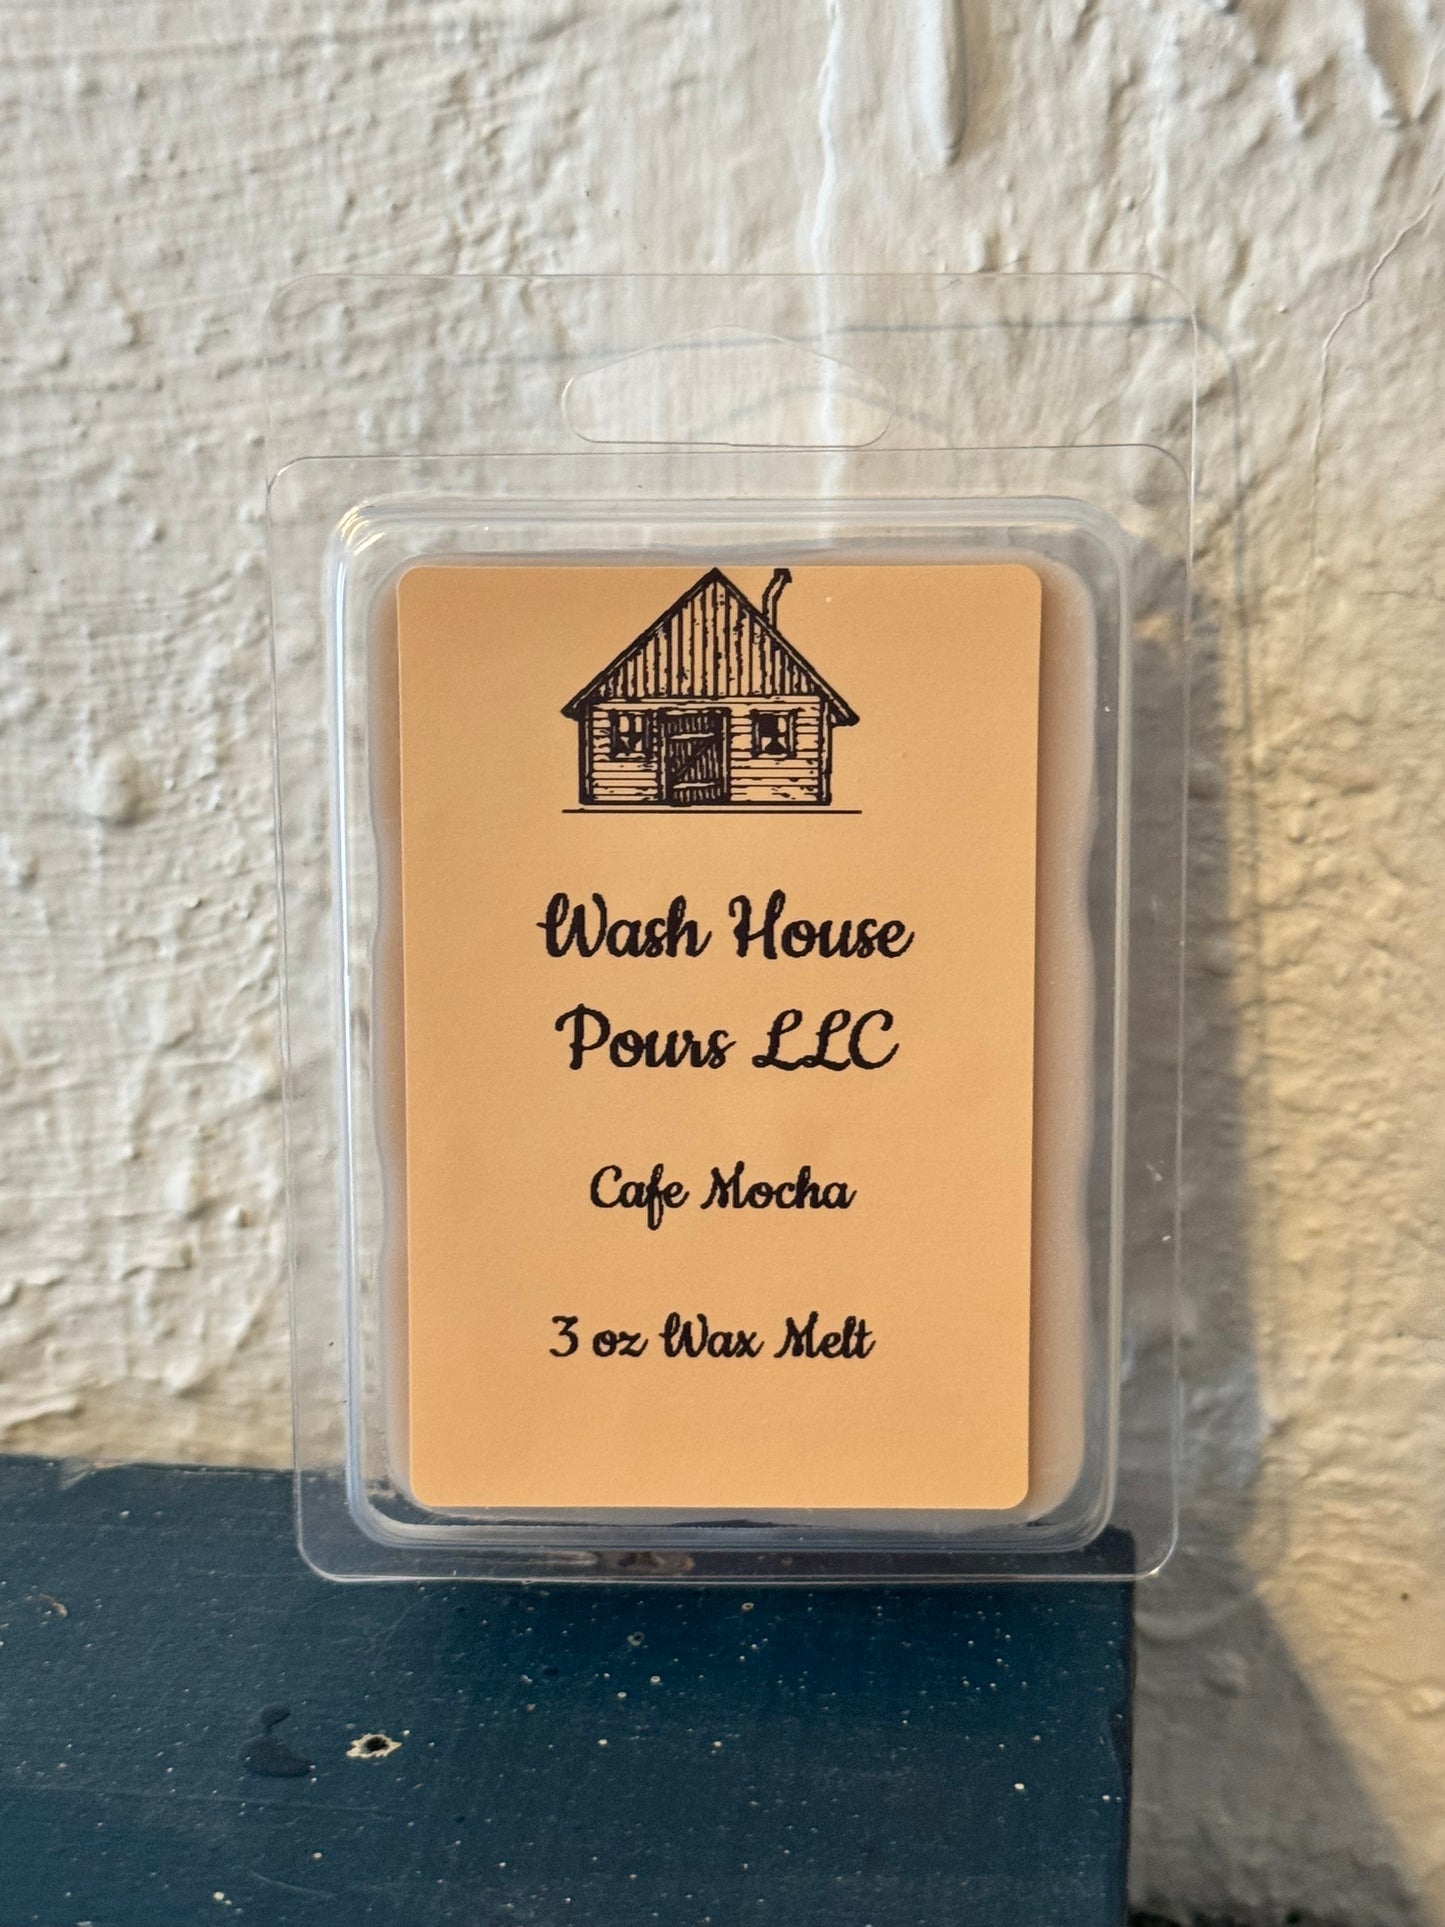 Wash House
Pours LLC
Cafe Mocha
3 oz Wax Melt